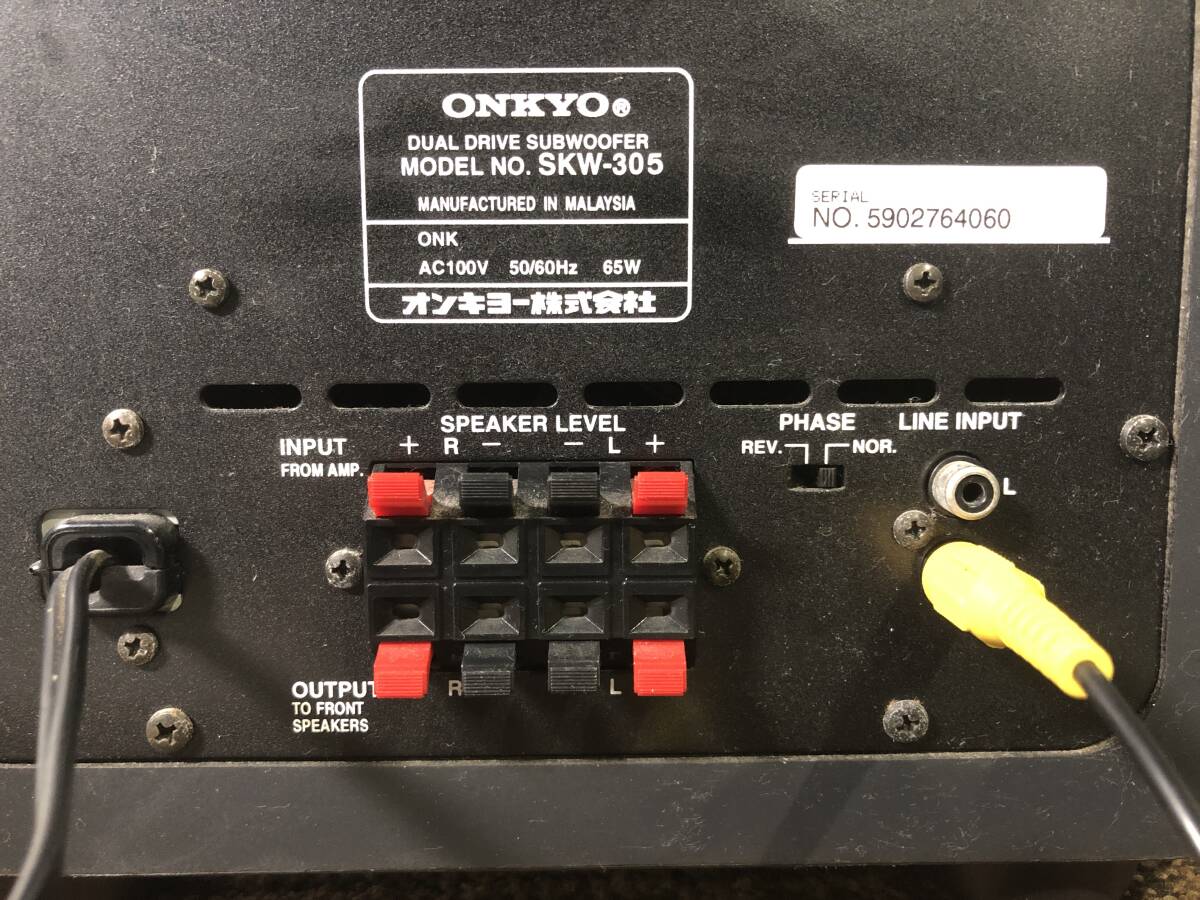 ONKYO®
DUAL DRIVE SUBWOOFER
MODEL NO. SKW-305
MANUFACTURED IN MALAYSIA
ONK
AC100V 50/60Hz 65W
オンキヨー株式会社
SERIAL
NO. 5902764060
SPEAKER LEVEL
INPUT + R − − L +
FROM AMP.
PHASE
REV. NOR.
LINE INPUT
L
OUTPUT R L
TO FRONT
SPEAKERS